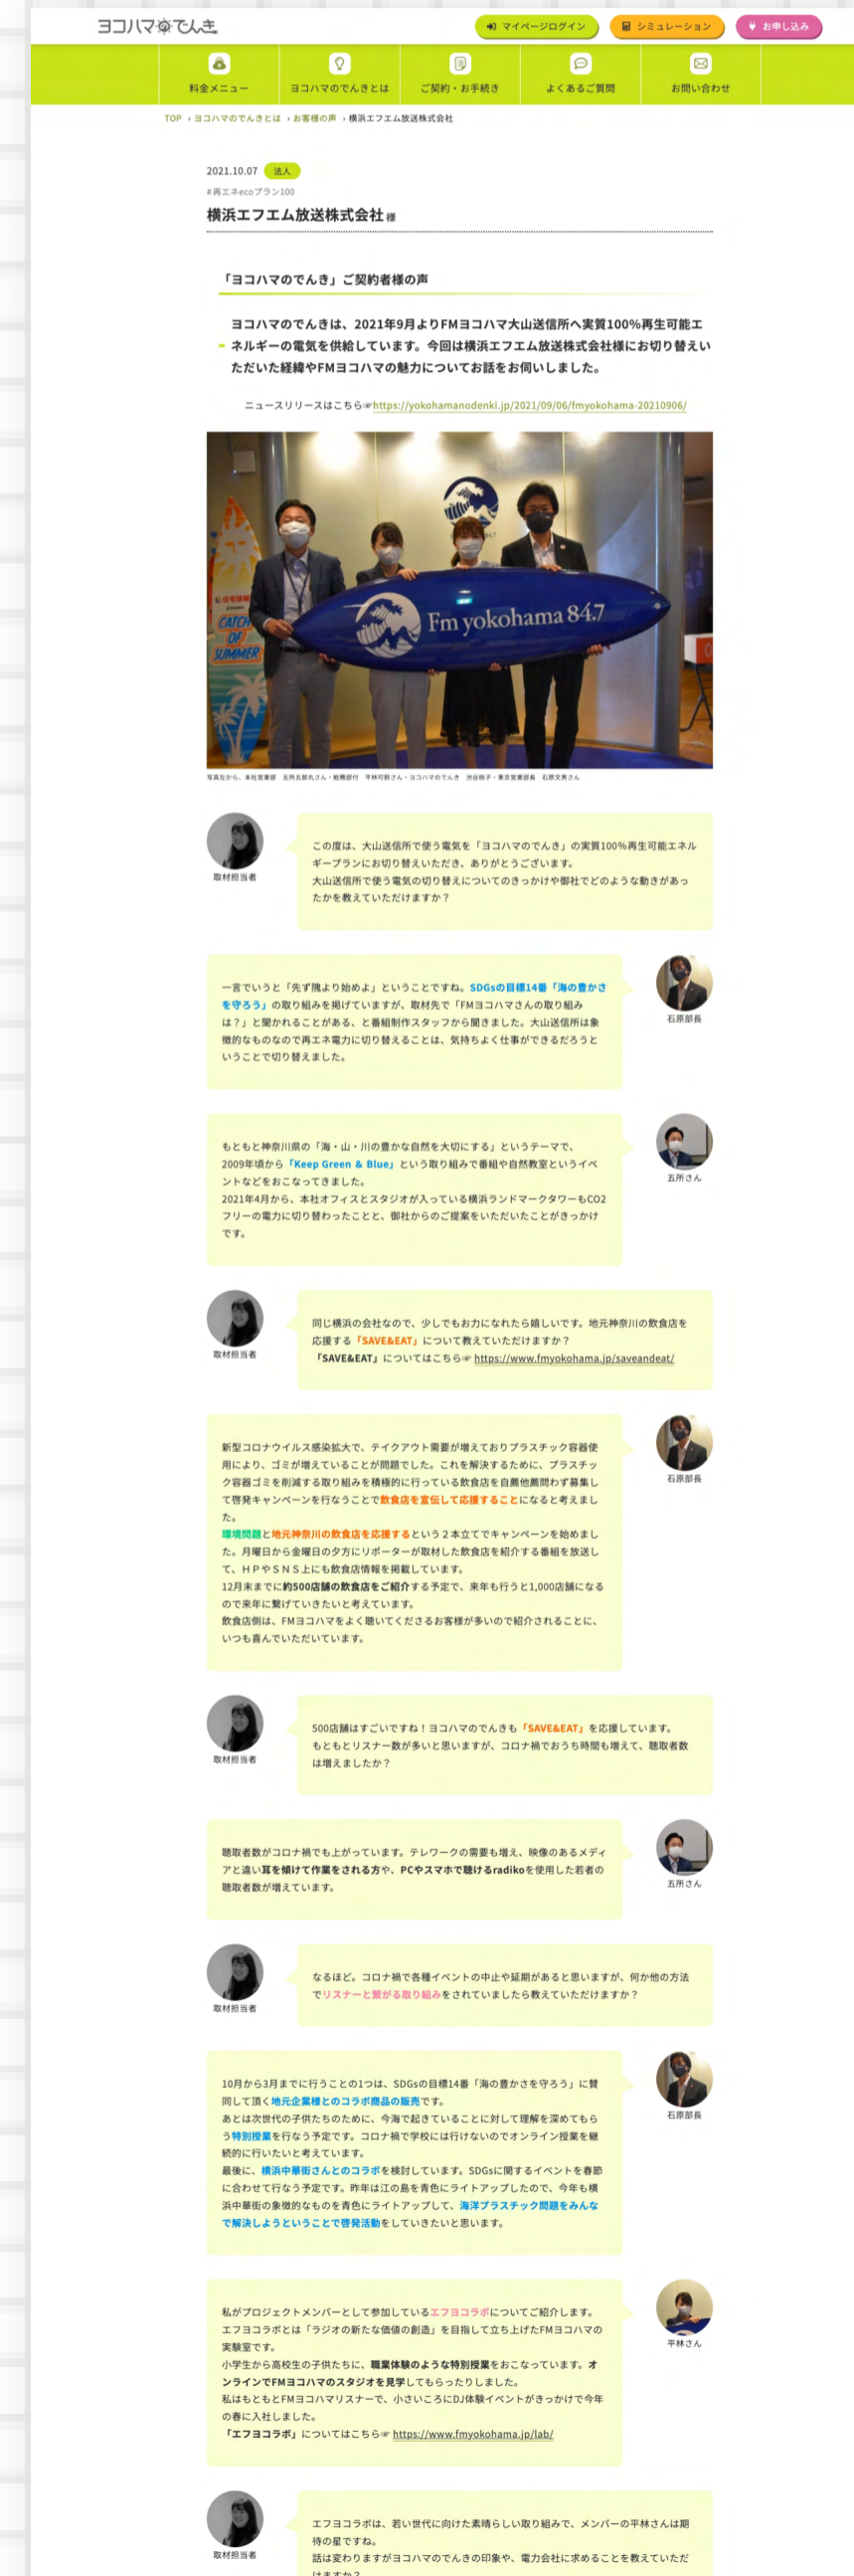 ヨコハマのでんき
マイページログイン
シミュレーション
お申し込み
料金メニュー
ヨコハマのでんきとは
ご契約・お手続き
よくあるご質問
お問い合わせ
TOP › ヨコハマのでんきとは › お客様の声 › 横浜エフエム放送株式会社
2021.10.07 法人
#再エネecoプラン100
横浜エフエム放送株式会社 様
「ヨコハマのでんき」ご契約者様の声
ヨコハマのでんきは、2021年9月よりFMヨコハマ大山送信所へ実質100%再生可能エ
ネルギーの電気を供給しています。今回は横浜エフエム放送株式会社様にお切り替えい
ただいた経緯やFMヨコハマの魅力についてお話をお伺いしました。
ニュースリリースはこちら☞https://yokohamanodenki.jp/2021/09/06/fmyokohama-20210906/
住宅情報館
CATCH
OF
SUMMER
Fm yokohama 84.7
写真左から、本社営業部 五所五郎丸さん・総務部付 平林可鈴さん・ヨコハマのでんき 渋谷桃子・東京営業部長 石原文男さん
取材担当者
この度は、大山送信所で使う電気を「ヨコハマのでんき」の実質100%再生可能エネル
ギープランにお切り替えいただき、ありがとうございます。
大山送信所で使う電気の切り替えについてのきっかけや御社でどのような動きがあっ
たかを教えていただけますか？
一言でいうと「先ず隗より始めよ」ということですね。SDGsの目標14番「海の豊かさ
を守ろう」の取り組みを掲げていますが、取材先で「FMヨコハマさんの取り組み
は？」と聞かれることがある、と番組制作スタッフから聞きました。大山送信所は象
徴的なものなので再エネ電力に切り替えることは、気持ちよく仕事ができるだろうと
いうことで切り替えました。
石原部長
もともと神奈川県の「海・山・川の豊かな自然を大切にする」というテーマで、
2009年頃から「Keep Green & Blue」という取り組みで番組や自然教室というイベ
ントなどをおこなってきました。
2021年4月から、本社オフィスとスタジオが入っている横浜ランドマークタワーもCO2
フリーの電力に切り替わったことと、御社からのご提案をいただいたことがきっかけ
です。
五所さん
取材担当者
同じ横浜の会社なので、少しでもお力になれたら嬉しいです。地元神奈川の飲食店を
応援する「SAVE&EAT」について教えていただけますか？
「SAVE&EAT」についてはこちら☞ https://www.fmyokohama.jp/saveandeat/
新型コロナウイルス感染拡大で、テイクアウト需要が増えておりプラスチック容器使
用により、ゴミが増えていることが問題でした。これを解決するために、プラスチッ
ク容器ゴミを削減する取り組みを積極的に行っている飲食店を自薦他薦問わず募集し
て啓発キャンペーンを行なうことで飲食店を宣伝して応援することになると考えまし
た。
環境問題と地元神奈川の飲食店を応援するという２本立てでキャンペーンを始めまし
た。月曜日から金曜日の夕方にリポーターが取材した飲食店を紹介する番組を放送し
て、ＨＰやＳＮＳ上にも飲食店情報を掲載しています。
12月末までに約500店舗の飲食店をご紹介する予定で、来年も行うと1,000店舗になる
ので来年に繋げていきたいと考えています。
飲食店側は、FMヨコハマをよく聴いてくださるお客様が多いので紹介されることに、
いつも喜んでいただいています。
石原部長
取材担当者
500店舗はすごいですね！ヨコハマのでんきも「SAVE&EAT」を応援しています。
もともとリスナー数が多いと思いますが、コロナ禍でおうち時間も増えて、聴取者数
は増えましたか？
聴取者数がコロナ禍でも上がっています。テレワークの需要も増え、映像のあるメディ
アと違い耳を傾けて作業をされる方や、PCやスマホで聴けるradikoを使用した若者の
聴取者数が増えています。
五所さん
取材担当者
なるほど。コロナ禍で各種イベントの中止や延期があると思いますが、何か他の方法
でリスナーと繋がる取り組みをされていましたら教えていただけますか？
10月から3月までに行うことの1つは、SDGsの目標14番「海の豊かさを守ろう」に賛
同して頂く地元企業様とのコラボ商品の販売です。
あとは次世代の子供たちのために、今海で起きていることに対して理解を深めてもら
う特別授業を行なう予定です。コロナ禍で学校には行けないのでオンライン授業を継
続的に行いたいと考えています。
最後に、横浜中華街さんとのコラボを検討しています。SDGsに関するイベントを春節
に合わせて行なう予定です。昨年は江の島を青色にライトアップしたので、今年も横
浜中華街の象徴的なものを青色にライトアップして、海洋プラスチック問題をみんな
で解決しようということで啓発活動をしていきたいと思います。
石原部長
私がプロジェクトメンバーとして参加しているエフヨコラボについてご紹介します。
エフヨコラボとは「ラジオの新たな価値の創造」を目指して立ち上げたFMヨコハマの
実験室です。
小学生から高校生の子供たちに、職業体験のような特別授業をおこなっています。オ
ンラインでFMヨコハマのスタジオを見学してもらったりしました。
私はもともとFMヨコハマリスナーで、小さいころにDJ体験イベントがきっかけで今年
の春に入社しました。
「エフヨコラボ」についてはこちら☞ https://www.fmyokohama.jp/lab/
平林さん
取材担当者
エフヨコラボは、若い世代に向けた素晴らしい取り組みで、メンバーの平林さんは期
待の星ですね。
話は変わりますがヨコハマのでんきの印象や、電力会社に求めることを教えていただ
けますか？